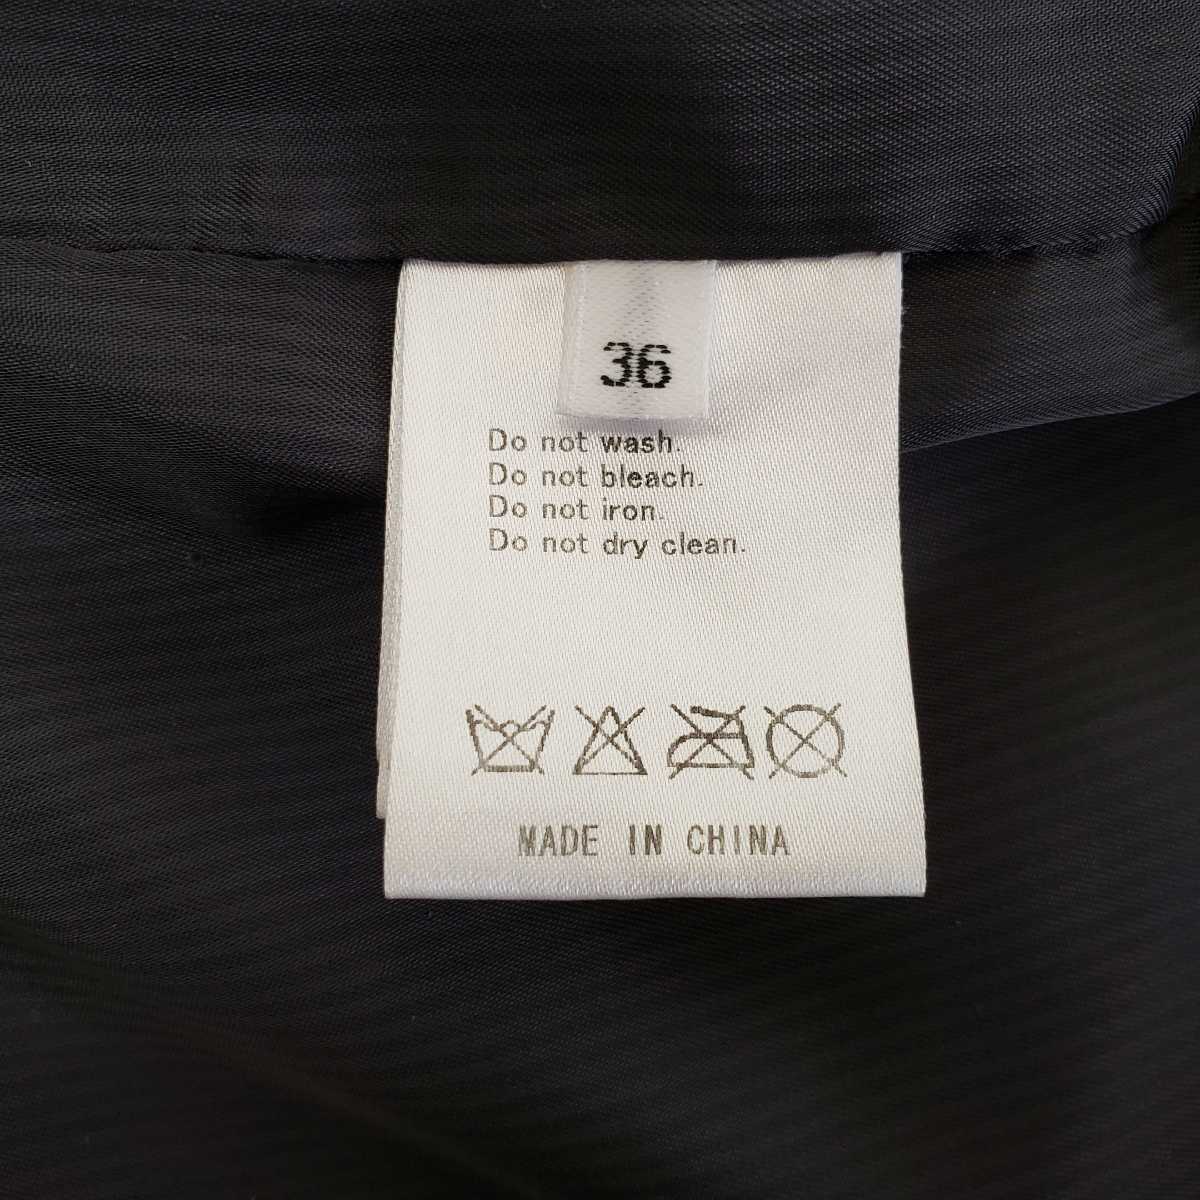 36
Do not wash.
Do not bleach.
Do not iron.
Do not dry clean.
MADE IN CHINA